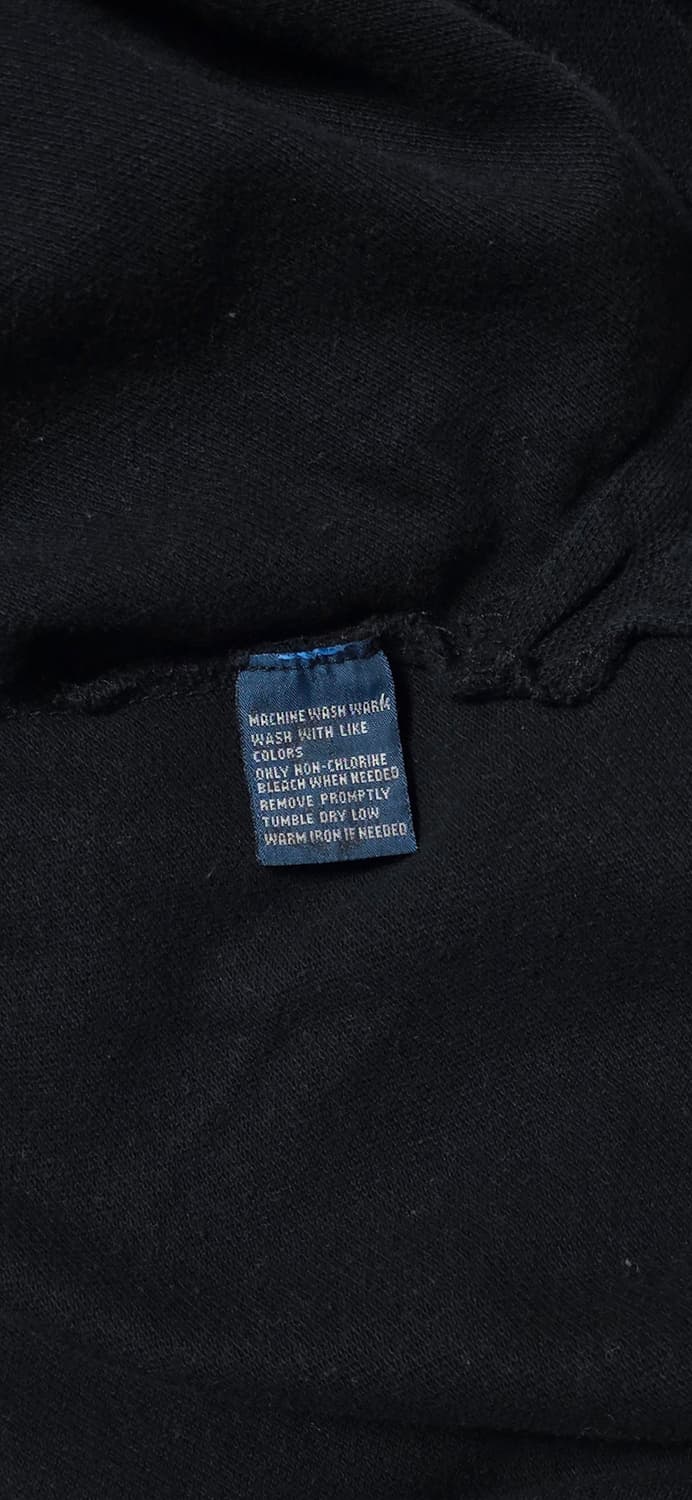 MACHINE WASH WARM
WASH WITH LIKE
COLORS
ONLY NON-CHLORINE
BLEACH WHEN NEEDED
REMOVE PROMPTLY
TUMBLE DRY LOW
WARM IRON IF NEEDED